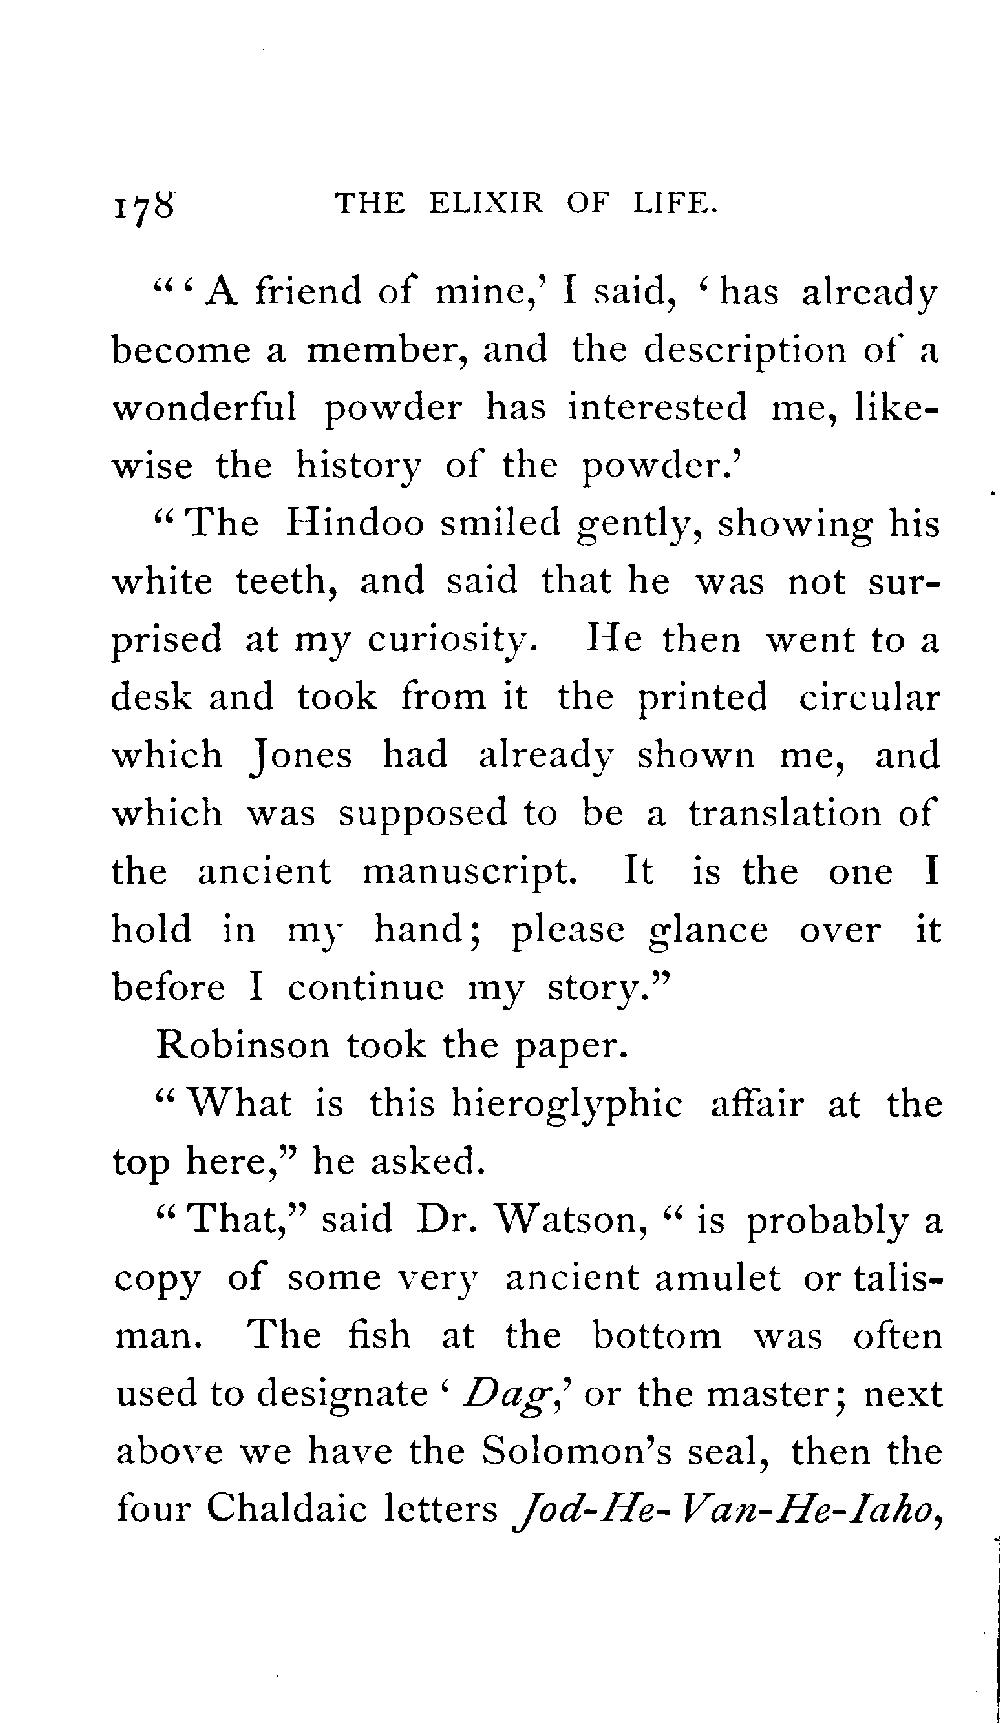 178 THE ELIXIR OF LIFE.
“‘A friend of mine,’ I said, ‘has already
become a member, and the description of a
wonderful powder has interested me, like-
wise the history of the powder.’
“The Hindoo smiled gently, showing his
white teeth, and said that he was not sur-
prised at my curiosity. He then went to a
desk and took from it the printed circular
which Jones had already shown me, and
which was supposed to be a translation of
the ancient manuscript. It is the one I
hold in my hand; please glance over it
before I continue my story.”
Robinson took the paper.
“What is this hieroglyphic affair at the
top here,” he asked.
“That,” said Dr. Watson, “is probably a
copy of some very ancient amulet or talis-
man. The fish at the bottom was often
used to designate ‘Dag,’ or the master; next
above we have the Solomon’s seal, then the
four Chaldaic letters Jod-He-Van-He-Iaho,